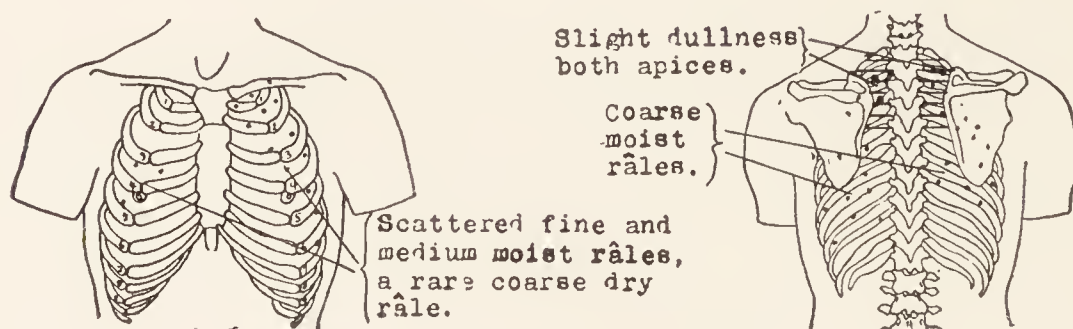 Slight dullness
both apices.
Coarse
moist
râles.
Scattered fine and
medium moist râles,
a rare coarse dry
râle.